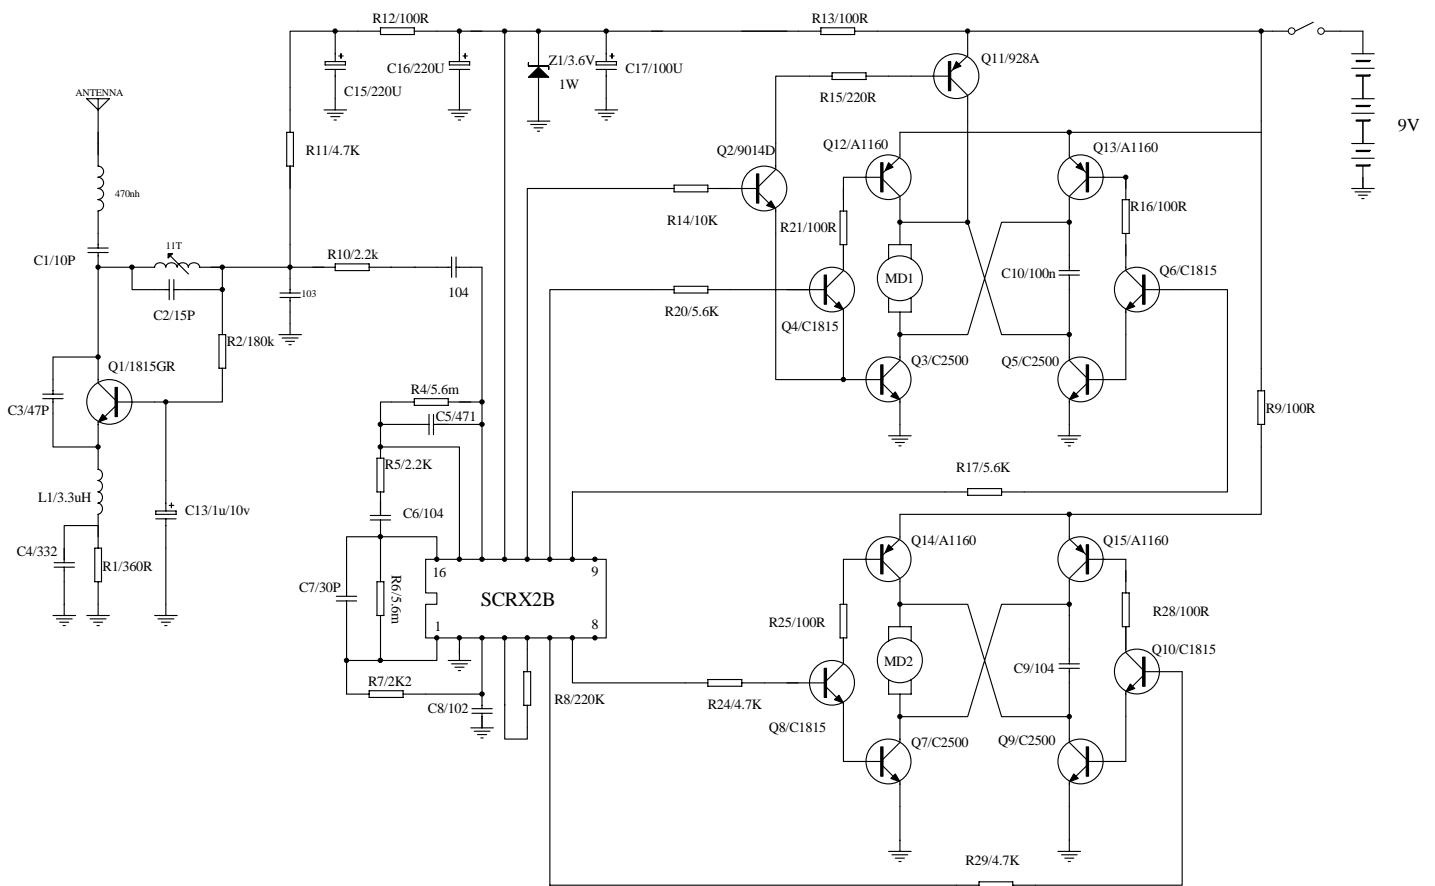 R12/100R
R13/100R
C16/220U
C15/220U
Z1/3.6V
1W
C17/100U
Q11/928A
R15/220R
9V
ANTENNA
R11/4.7K
Q2/9014D
Q12/A1160
Q13/A1160
470nh
R14/10K
R21/100R
R16/100R
C1/10P
11T
R10/2.2k
104
103
C2/15P
MD1
C10/100n
Q6/C1815
R20/5.6K
Q4/C1815
R2/180k
Q1/1815GR
Q3/C2500
Q5/C2500
R4/5.6m
C3/47P
C5/471
R9/100R
R5/2.2K
R17/5.6K
L1/3.3uH
C13/1u/10v
C6/104
C4/332
R1/360R
C7/30P
R6/5.6m
16
9
SCRX2B
1
8
Q14/A1160
Q15/A1160
R25/100R
R28/100R
MD2
C9/104
Q10/C1815
R7/2K2
C8/102
R8/220K
R24/4.7K
Q8/C1815
Q7/C2500
Q9/C2500
R29/4.7K